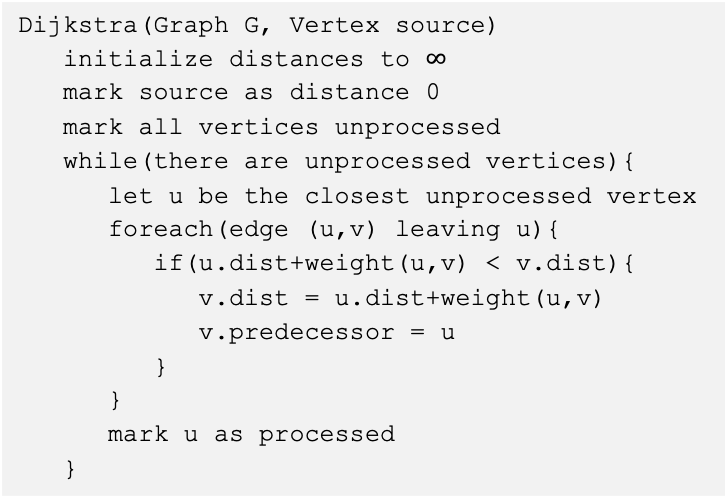 Dijkstra(Graph G, Vertex source)
initialize distances to ∞
mark source as distance 0
mark all vertices unprocessed
while(there are unprocessed vertices){
let u be the closest unprocessed vertex
foreach(edge (u,v) leaving u){
if(u.dist+weight(u,v) < v.dist){
v.dist = u.dist+weight(u,v)
v.predecessor = u
}
}
mark u as processed
}